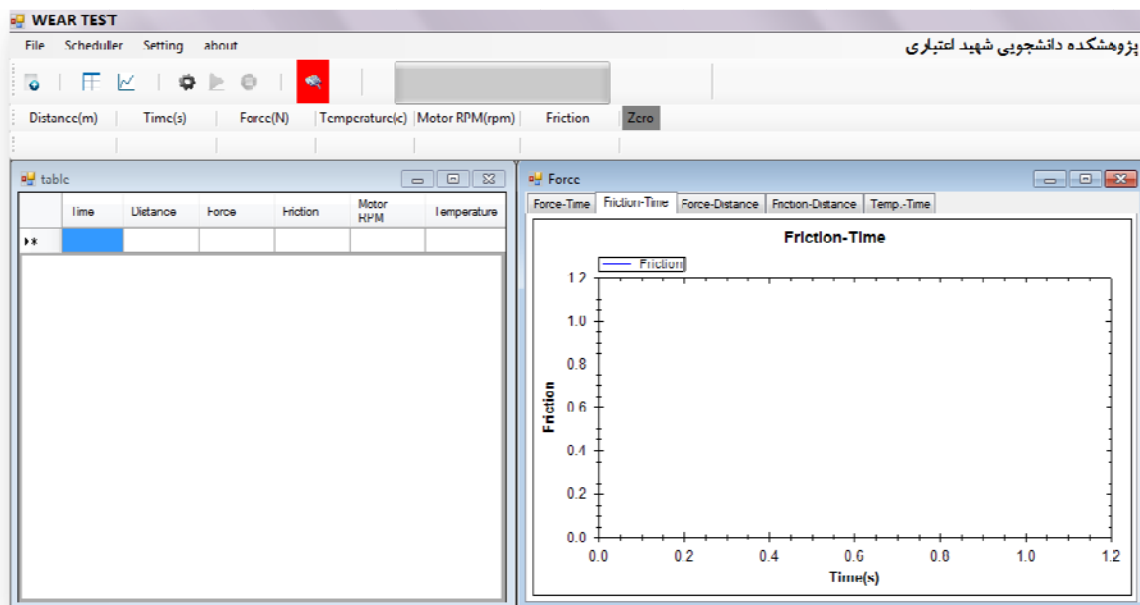 WEAR TEST
File Scheduller Setting about
پژوهشکده دانشجویی شهید اعتباری
Distance(m) Time(s) Force(N) Temperature(c) Motor RPM(rpm) Friction Zero
table
Time Distance Force Friction Motor RPM Temperature
Force
Force-Time Friction-Time Force-Distance Friction-Distance Temp.-Time
Friction-Time
Friction
1.2
1.0
0.8
0.6
0.4
0.2
0.0
Friction
0.0 0.2 0.4 0.6 0.8 1.0 1.2
Time(s)